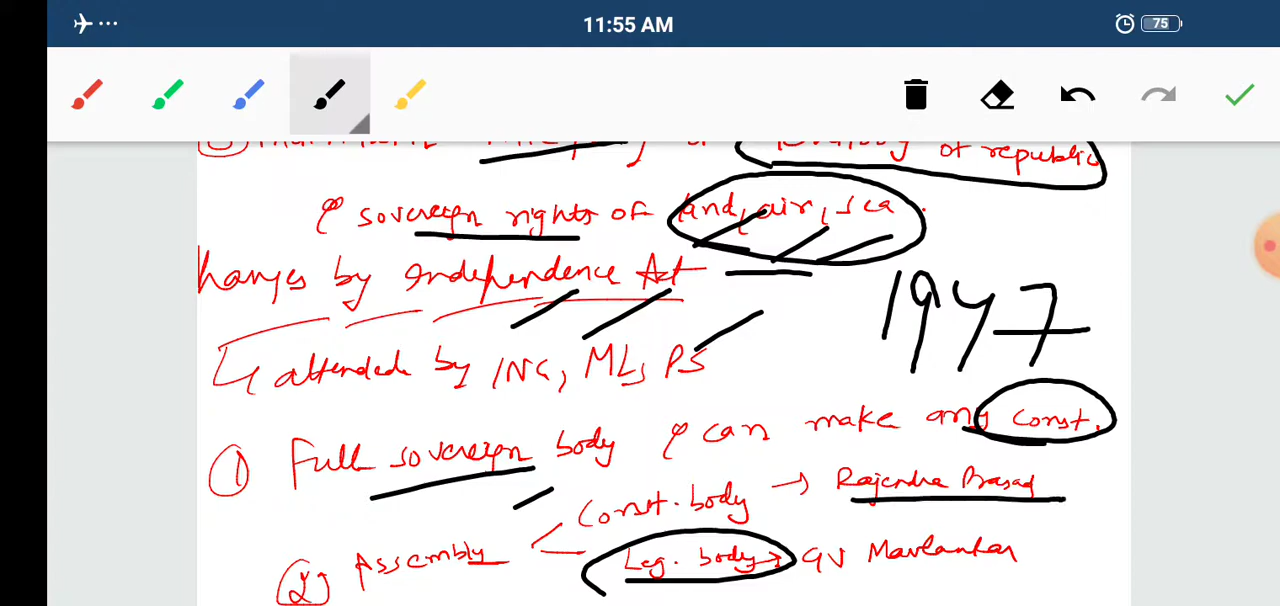 11:55 AM
75
of republic
& sovereign rights of land, air, sea.
hanges by Independence Act
1947
attended by INC, ML, PS
① Full sovereign body & can make any const.
Const. body → Rajendra Prasad
② Assembly
Leg. body → GV Mavlankar